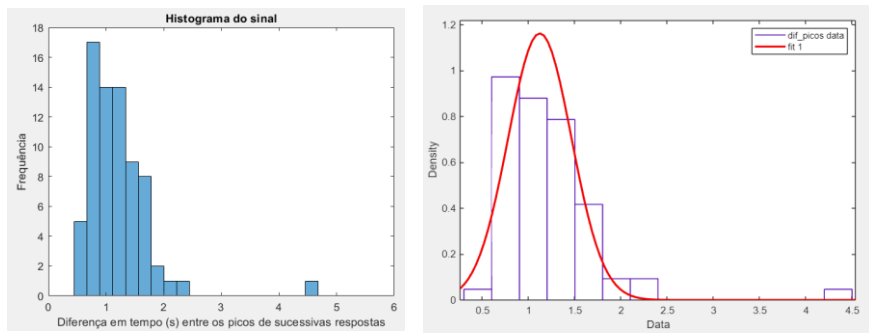 Histograma do sinal
18
16
14
12
10
8
6
4
2
0
Frequência
0 1 2 3 4 5 6
Diferença em tempo (s) entre os picos de sucessivas respostas
1.2
1
0.8
0.6
0.4
0.2
0
Density
dif_picos data
fit 1
0.5 1 1.5 2 2.5 3 3.5 4 4.5
Data